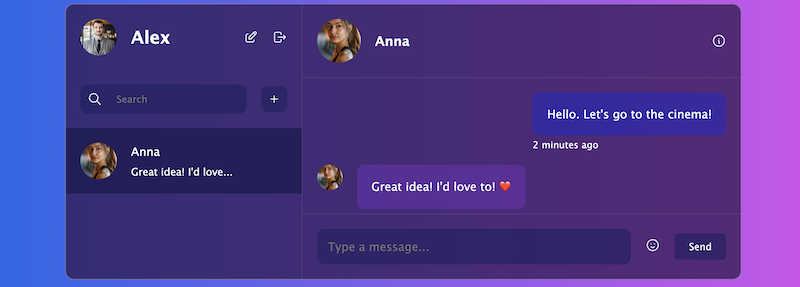 Alex
Search
+
Anna
Great idea! I'd love...
Anna
Hello. Let's go to the cinema!
2 minutes ago
Great idea! I'd love to! ❤️
Type a message...
Send